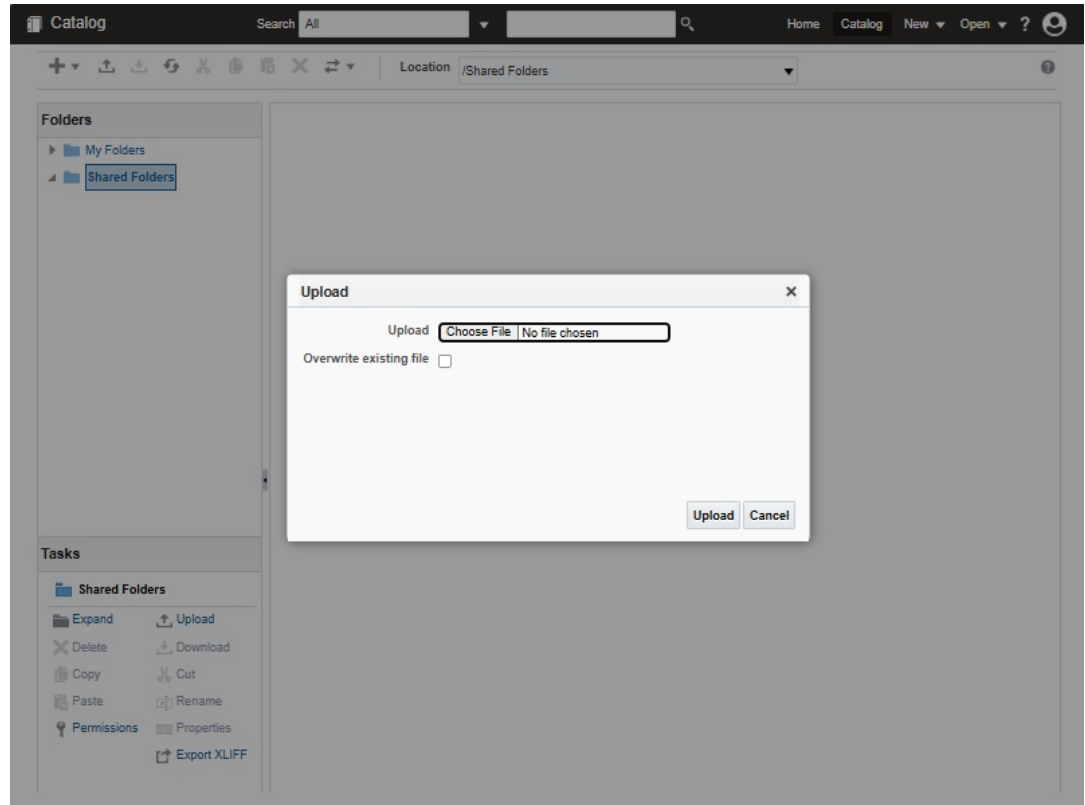 Catalog Search All Home Catalog New Open ?
Location /Shared Folders ?
Folders
My Folders
Shared Folders
Upload ×
Upload Choose File No file chosen
Overwrite existing file
Upload Cancel
Tasks
Shared Folders
Expand Upload
Delete Download
Copy Cut
Paste Rename
Permissions Properties
Export XLIFF